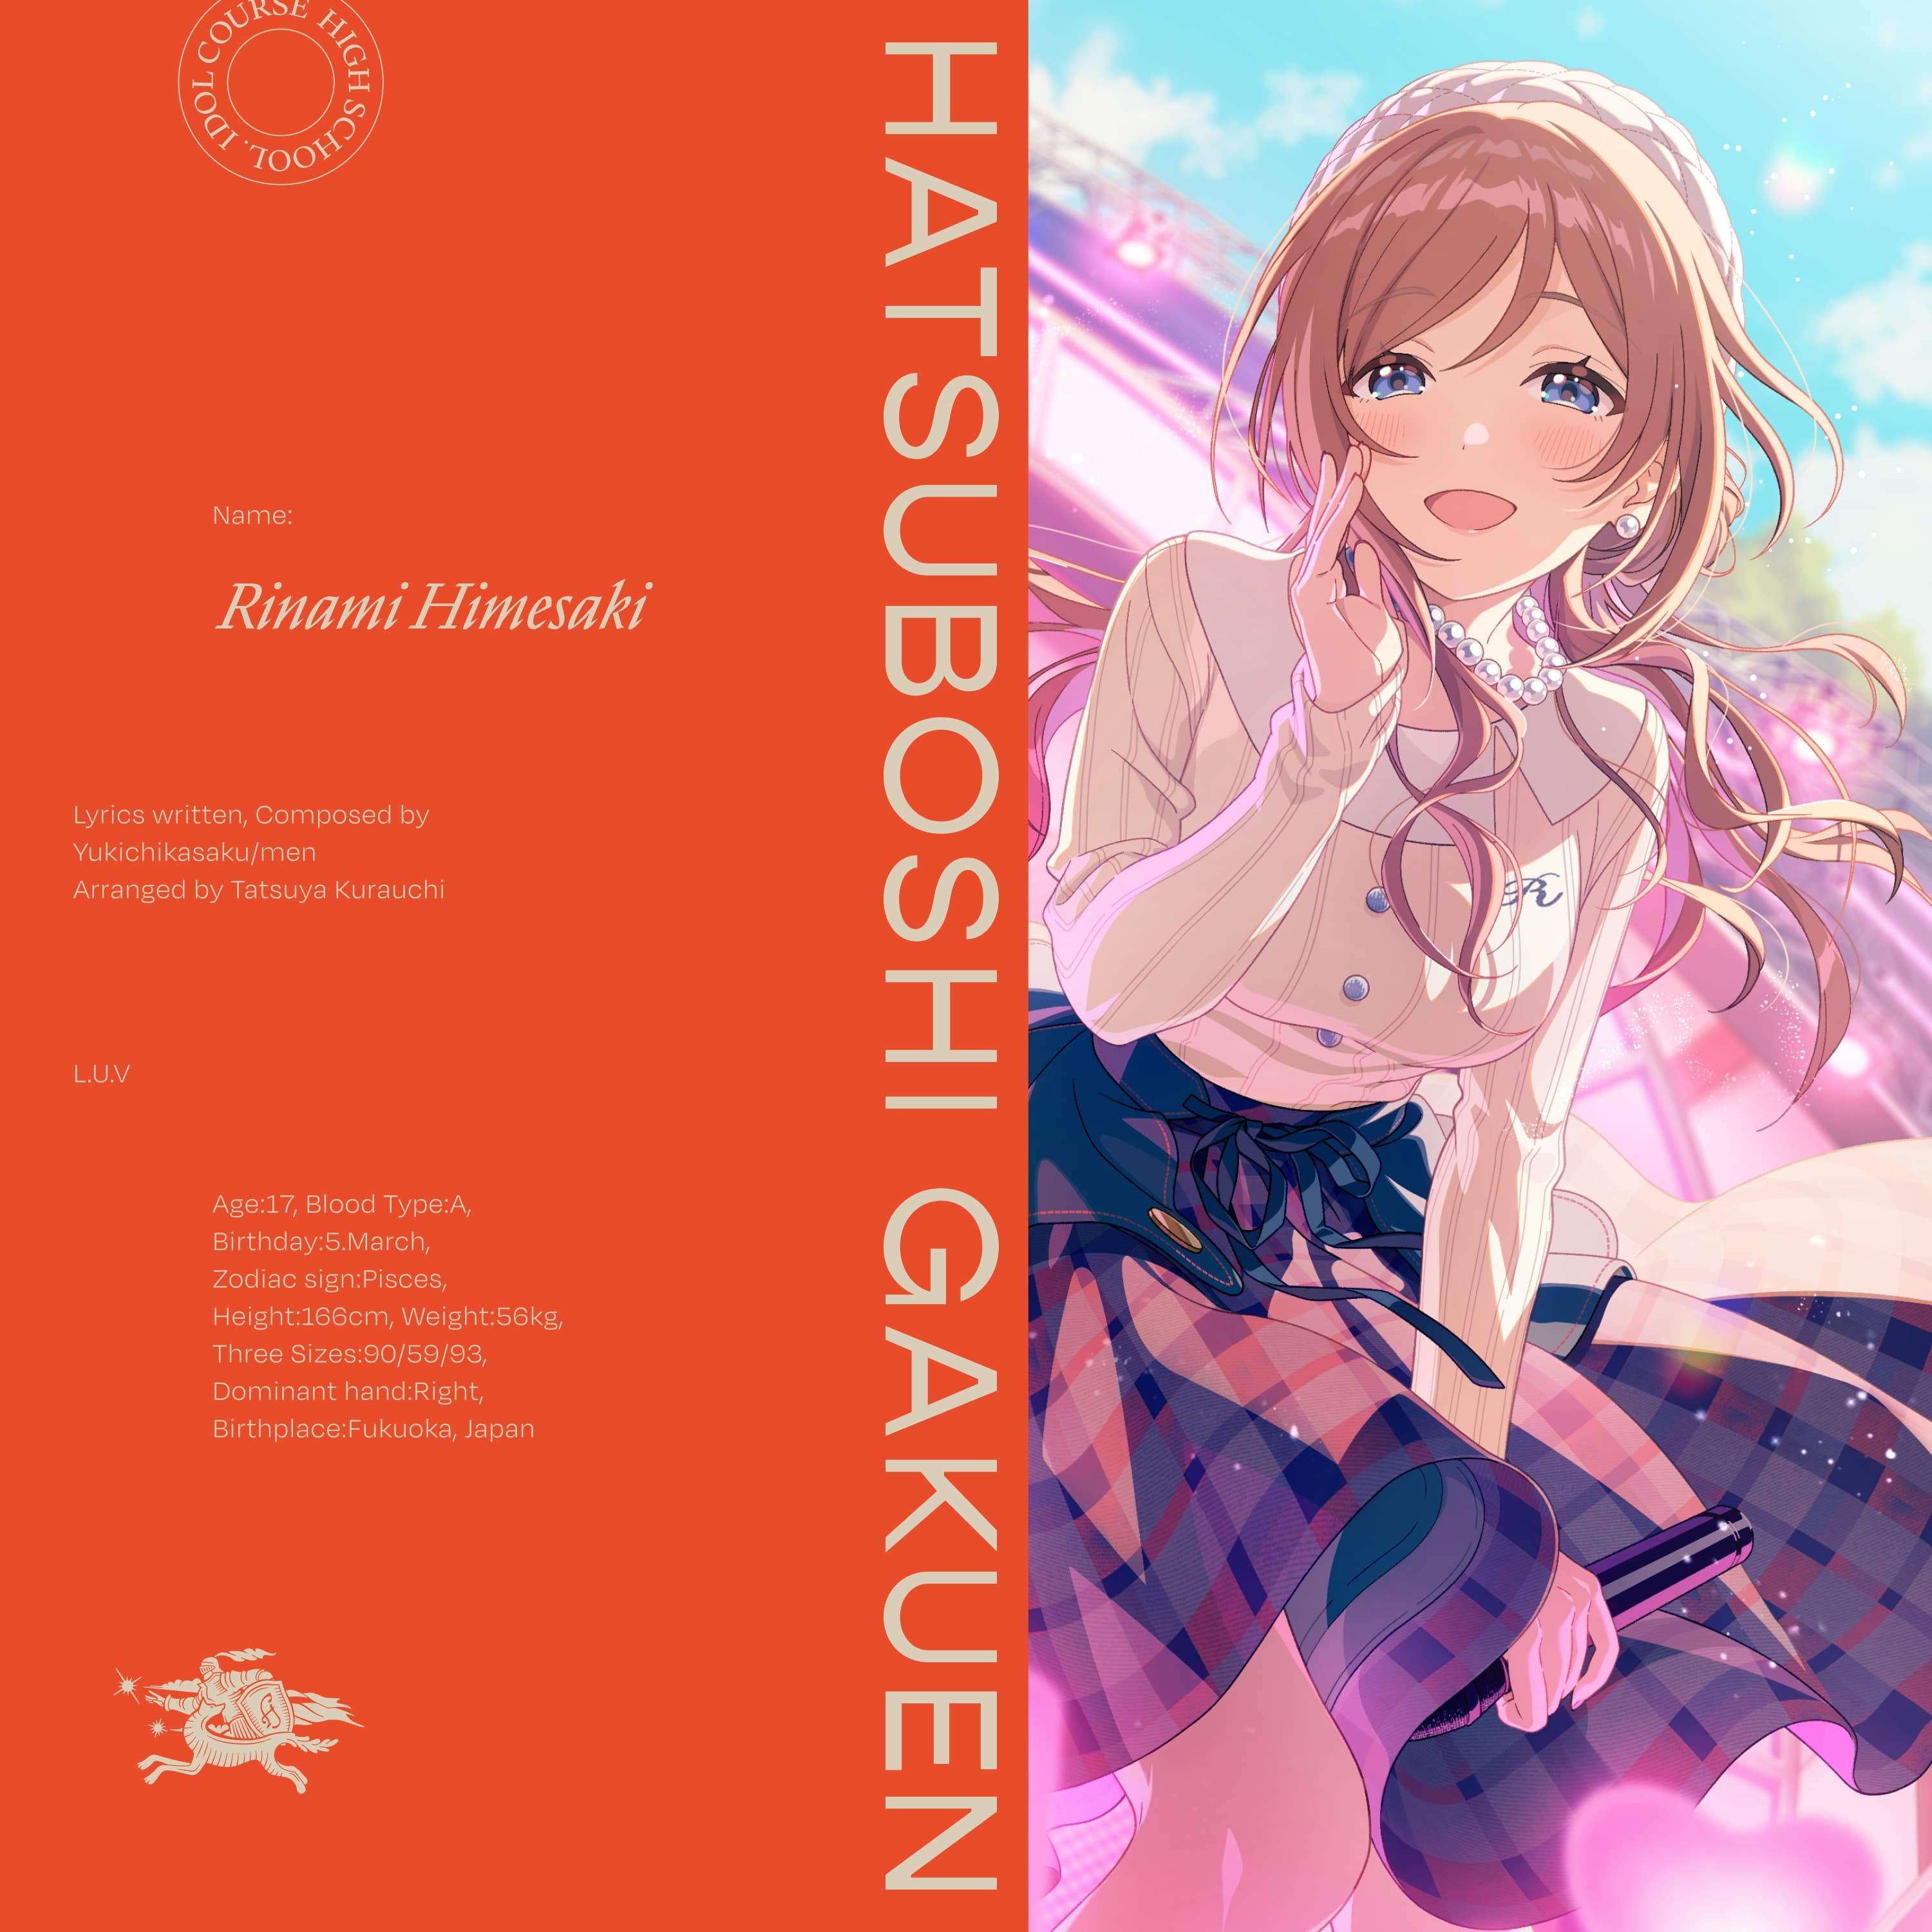 IDOL COURSE HIGH SCHOOL.
HATSUBOSHI GAKUEN
Name:
Rinami Himesaki
Lyrics written, Composed by
Yukichikasaku/men
Arranged by Tatsuya Kurauchi
L.U.V
Age:17, Blood Type:A,
Birthday:5.March,
Zodiac sign:Pisces,
Height:166cm, Weight:56kg,
Three Sizes:90/59/93,
Dominant hand:Right,
Birthplace:Fukuoka, Japan
R